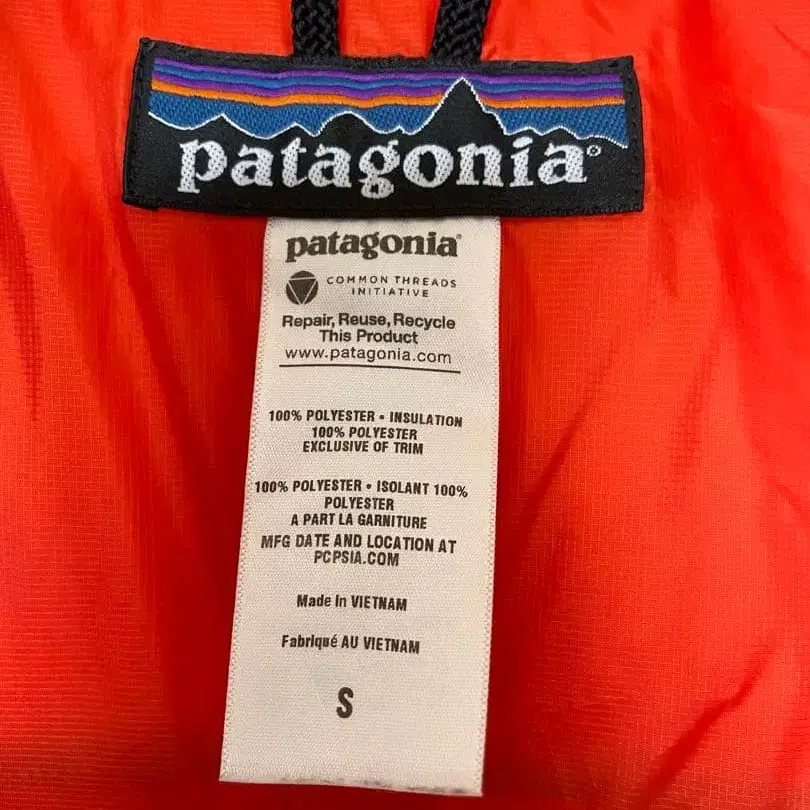 patagonia®
patagonia®
COMMON THREADS
INITIATIVE
Repair, Reuse, Recycle
This Product
www.patagonia.com
100% POLYESTER • INSULATION
100% POLYESTER
EXCLUSIVE OF TRIM
100% POLYESTER • ISOLANT 100%
POLYESTER
A PART LA GARNITURE
MFG DATE AND LOCATION AT
PCPSIA.COM
Made in VIETNAM
Fabriqué AU VIETNAM
S